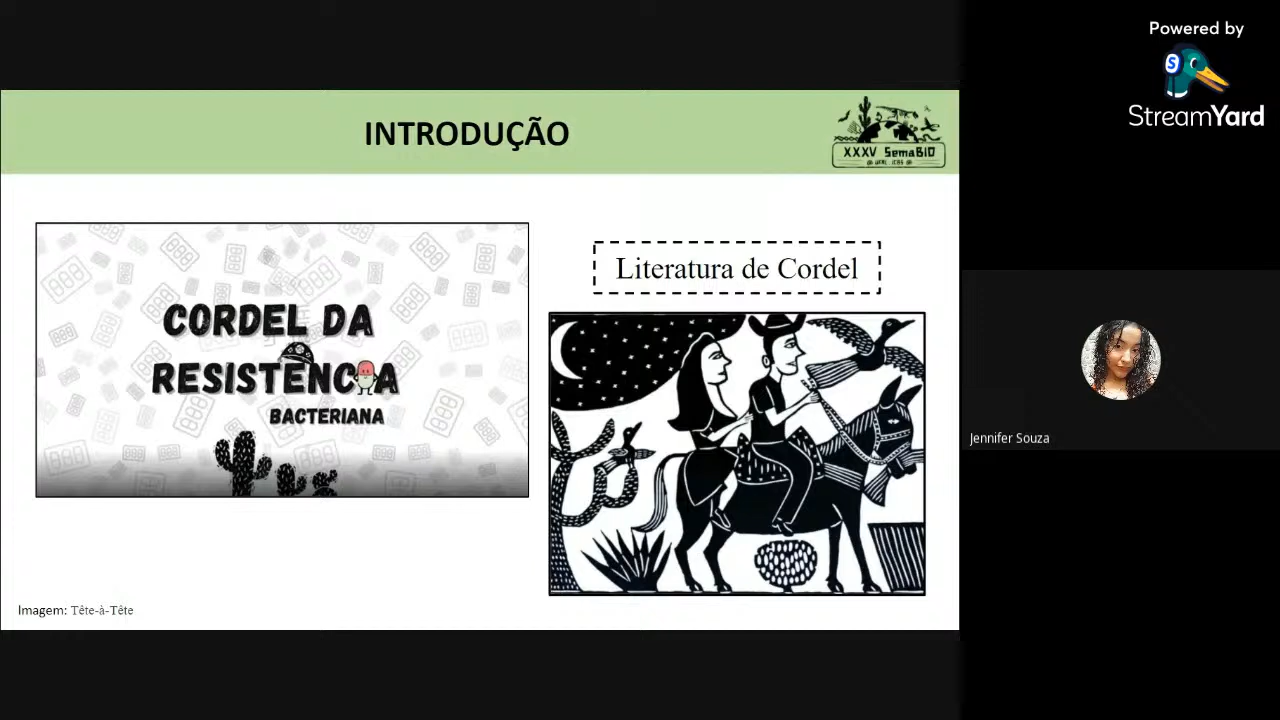 Powered by
StreamYard
INTRODUÇÃO
XXXV SemaBIO
CORDEL DA
RESISTÊNCIA
BACTERIANA
Literatura de Cordel
Jennifer Souza
Imagem: Tête-à-Tête